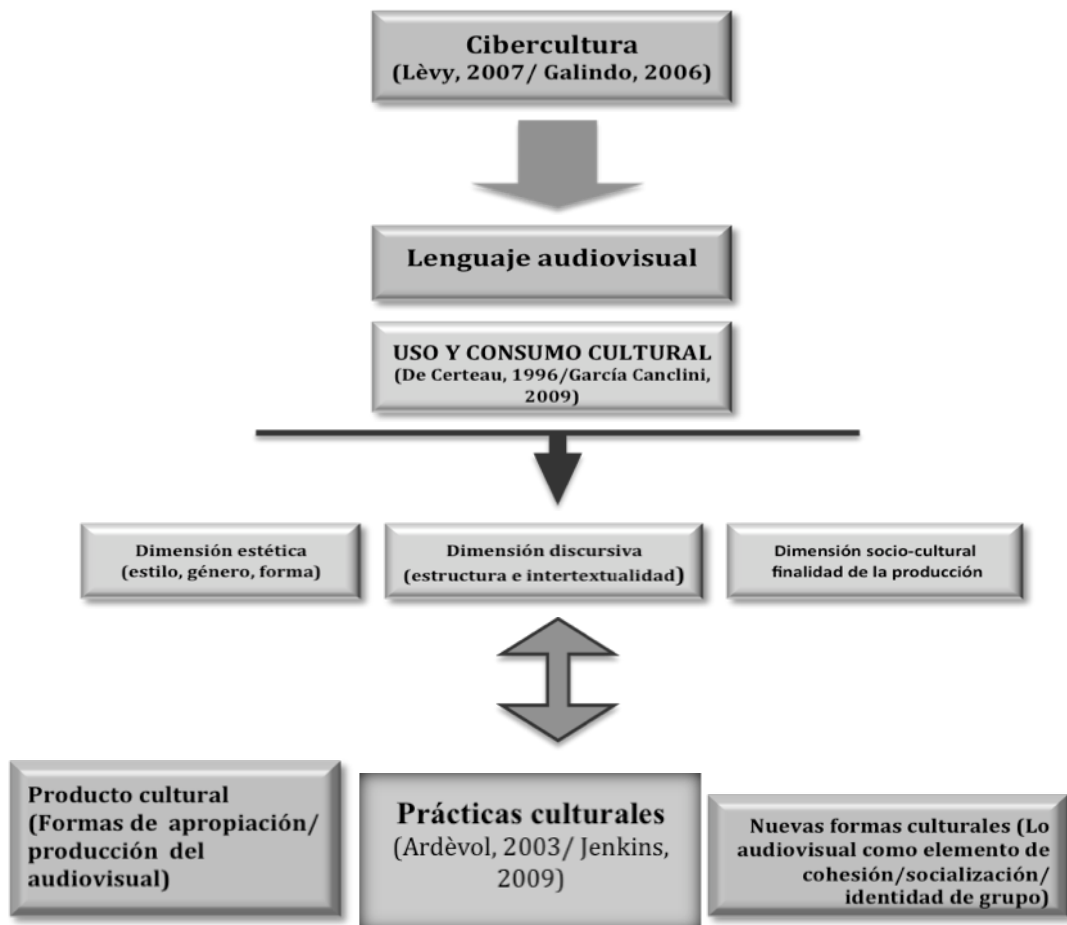 Cibercultura
(Lèvy, 2007/ Galindo, 2006)
Lenguaje audiovisual
USO Y CONSUMO CULTURAL
(De Certeau, 1996/García Canclini,
2009)
Dimensión estética
(estilo, género, forma)
Dimensión discursiva
(estructura e intertextualidad)
Dimensión socio-cultural
finalidad de la producción
Producto cultural
(Formas de apropiación/
producción del
audiovisual)
Prácticas culturales
(Ardèvol, 2003/ Jenkins,
2009)
Nuevas formas culturales (Lo
audiovisual como elemento de
cohesión/socialización/
identidad de grupo)